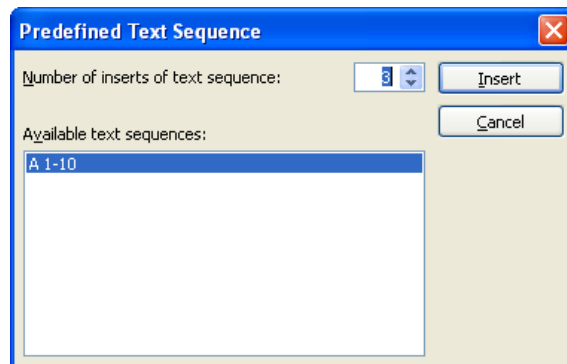 Predefined Text Sequence
Number of inserts of text sequence: 3 Insert
Cancel
Available text sequences:
A 1-10